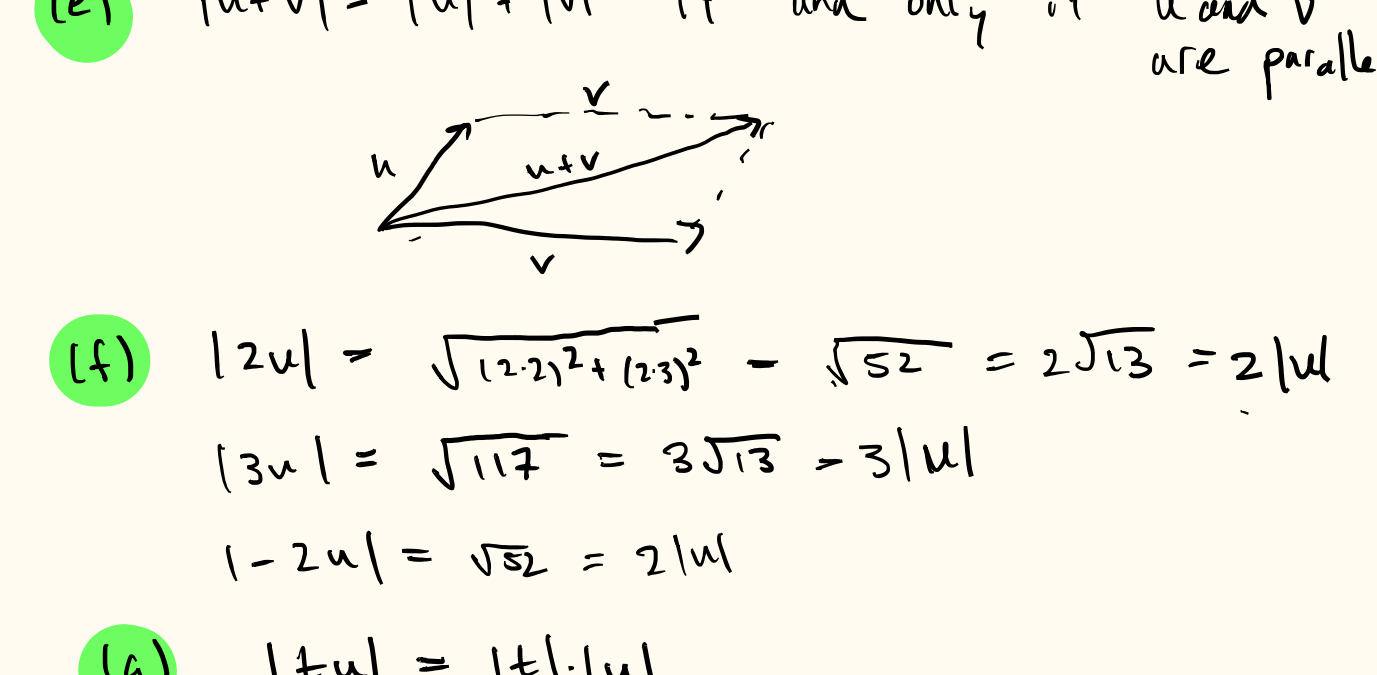 (e) |u+v| = |u| + |v| if and only if u and v
are paralle
v
u
u+v
v
(f) |2u| = √((2·2)² + (2·3)²) = √52 = 2√13 = 2|u|
|3u| = √117 = 3√13 = 3|u|
|-2u| = √52 = 2|u|
(g) |tu| = |t|·|u|